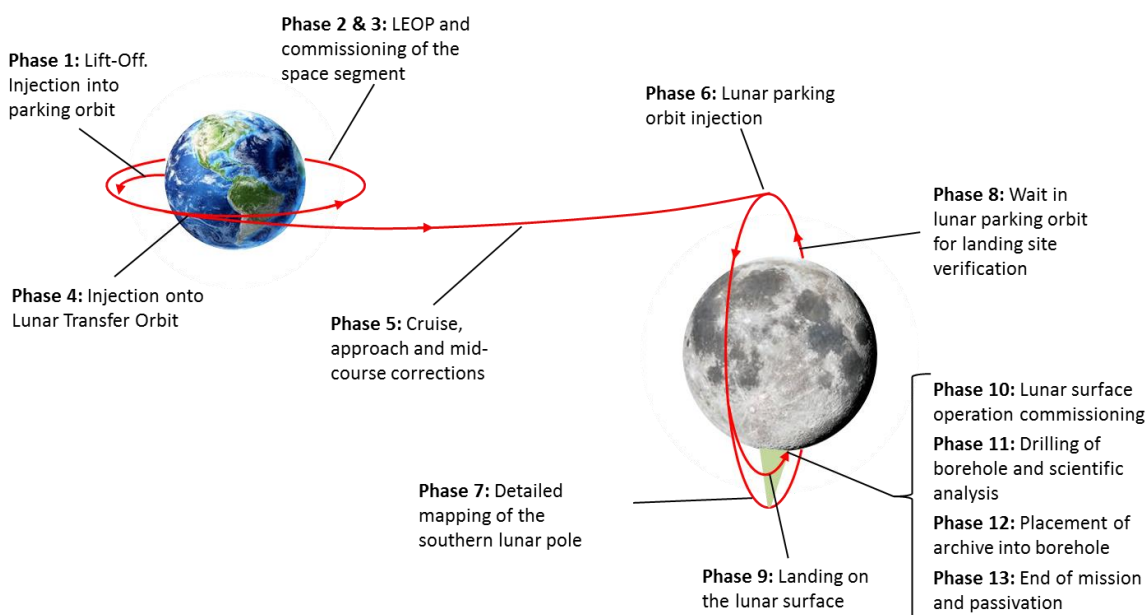 Phase 1: Lift-Off.
Injection into
parking orbit
Phase 2 & 3: LEOP and
commissioning of the
space segment
Phase 4: Injection onto
Lunar Transfer Orbit
Phase 5: Cruise,
approach and mid-
course corrections
Phase 6: Lunar parking
orbit injection
Phase 8: Wait in
lunar parking orbit
for landing site
verification
Phase 7: Detailed
mapping of the
southern lunar pole
Phase 9: Landing on
the lunar surface
Phase 10: Lunar surface
operation commissioning
Phase 11: Drilling of
borehole and scientific
analysis
Phase 12: Placement of
archive into borehole
Phase 13: End of mission
and passivation